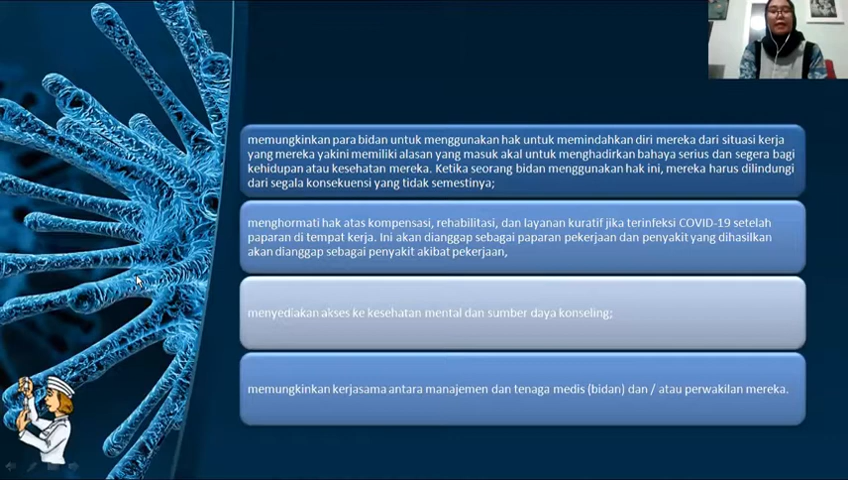 memungkinkan para bidan untuk menggunakan hak untuk memindahkan diri mereka dari situasi kerja
yang mereka yakini memiliki alasan yang masuk akal untuk menghadirkan bahaya serius dan segera bagi
kehidupan atau kesehatan mereka. Ketika seorang bidan menggunakan hak ini, mereka harus dilindungi
dari segala konsekuensi yang tidak semestinya;
menghormati hak atas kompensasi, rehabilitasi, dan layanan kuratif jika terinfeksi COVID-19 setelah
paparan di tempat kerja. Ini akan dianggap sebagai paparan pekerjaan dan penyakit yang dihasilkan
akan dianggap sebagai penyakit akibat pekerjaan,
menyediakan akses ke kesehatan mental dan sumber daya konseling;
memungkinkan kerjasama antara manajemen dan tenaga medis (bidan) dan / atau perwakilan mereka.